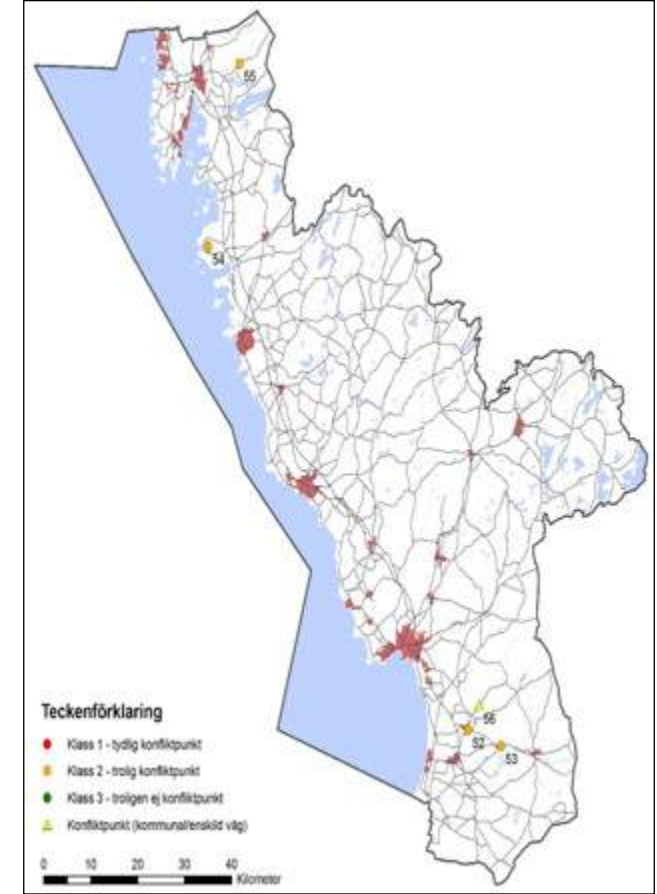 55
54
56
52
53
Teckenförklaring
Klass 1 - tydlig konfliktpunkt
Klass 2 - trolig konfliktpunkt
Klass 3 - troligen ej konfliktpunkt
Konfliktpunkt (kommunal/enskild väg)
0 10 20 30 40
Kilometer